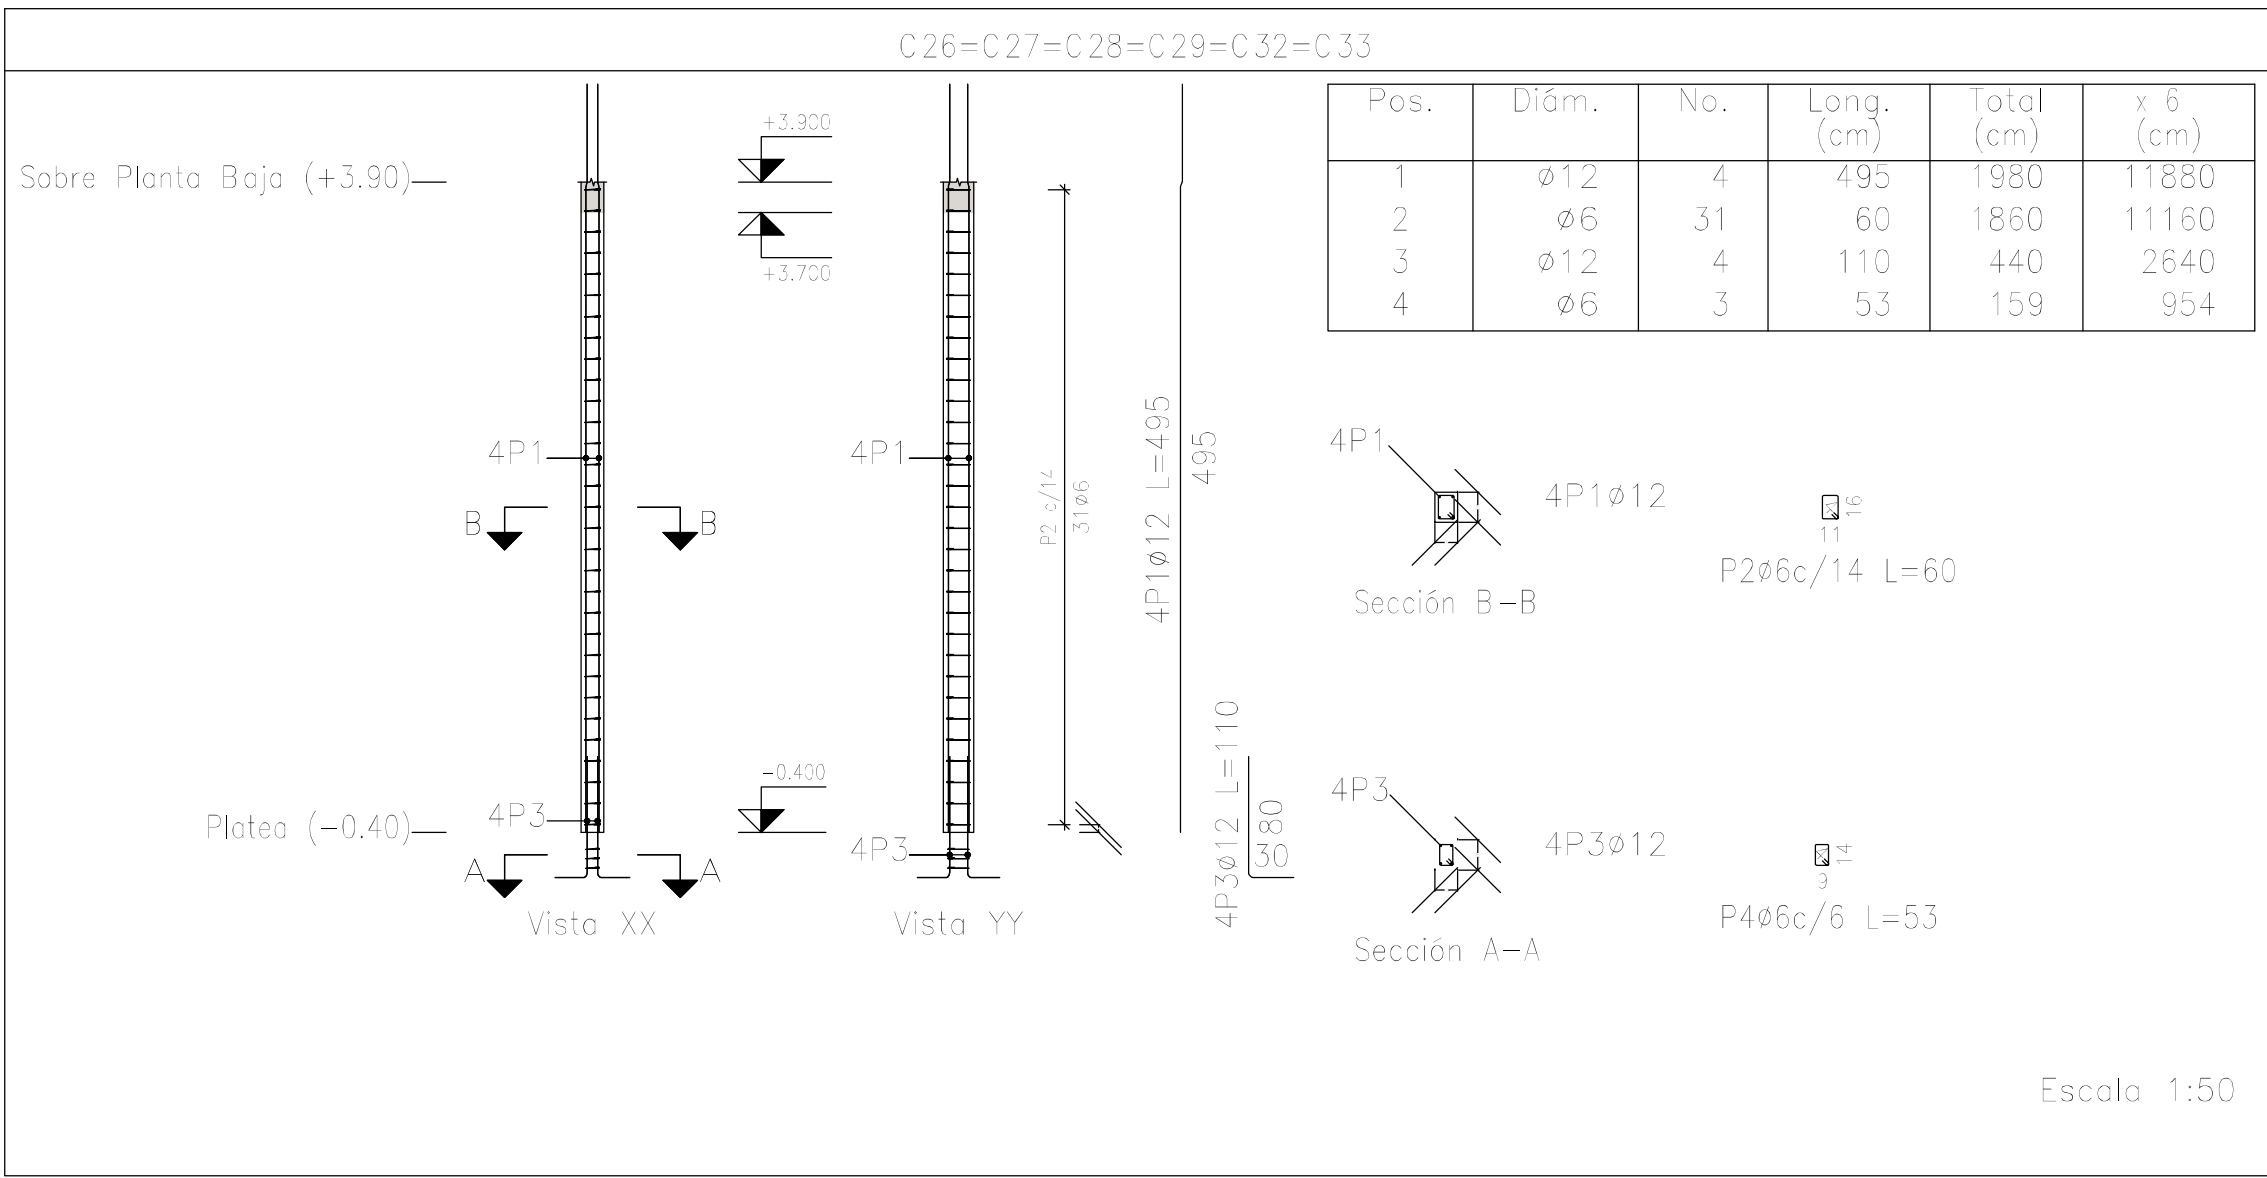 C26=C27=C28=C29=C32=C33
Sobre Planta Baja (+3.90)
+3.900
+3.700
4P1
4P1
B
B
P2 c/14
31ø6
4P1ø12 L=495
495
-0.400
Platea (-0.40)
4P3
4P3
A
A
Vista XX
Vista YY
4P3ø12 L=110
80
30
Pos. Diám. No. Long. Total x 6
(cm) (cm) (cm)
1 ø12 4 495 1980 11880
2 ø6 31 60 1860 11160
3 ø12 4 110 440 2640
4 ø6 3 53 159 954
4P1
4P1ø12
16
11
P2ø6c/14 L=60
Sección B-B
4P3
4P3ø12
14
9
P4ø6c/6 L=53
Sección A-A
Escala 1:50